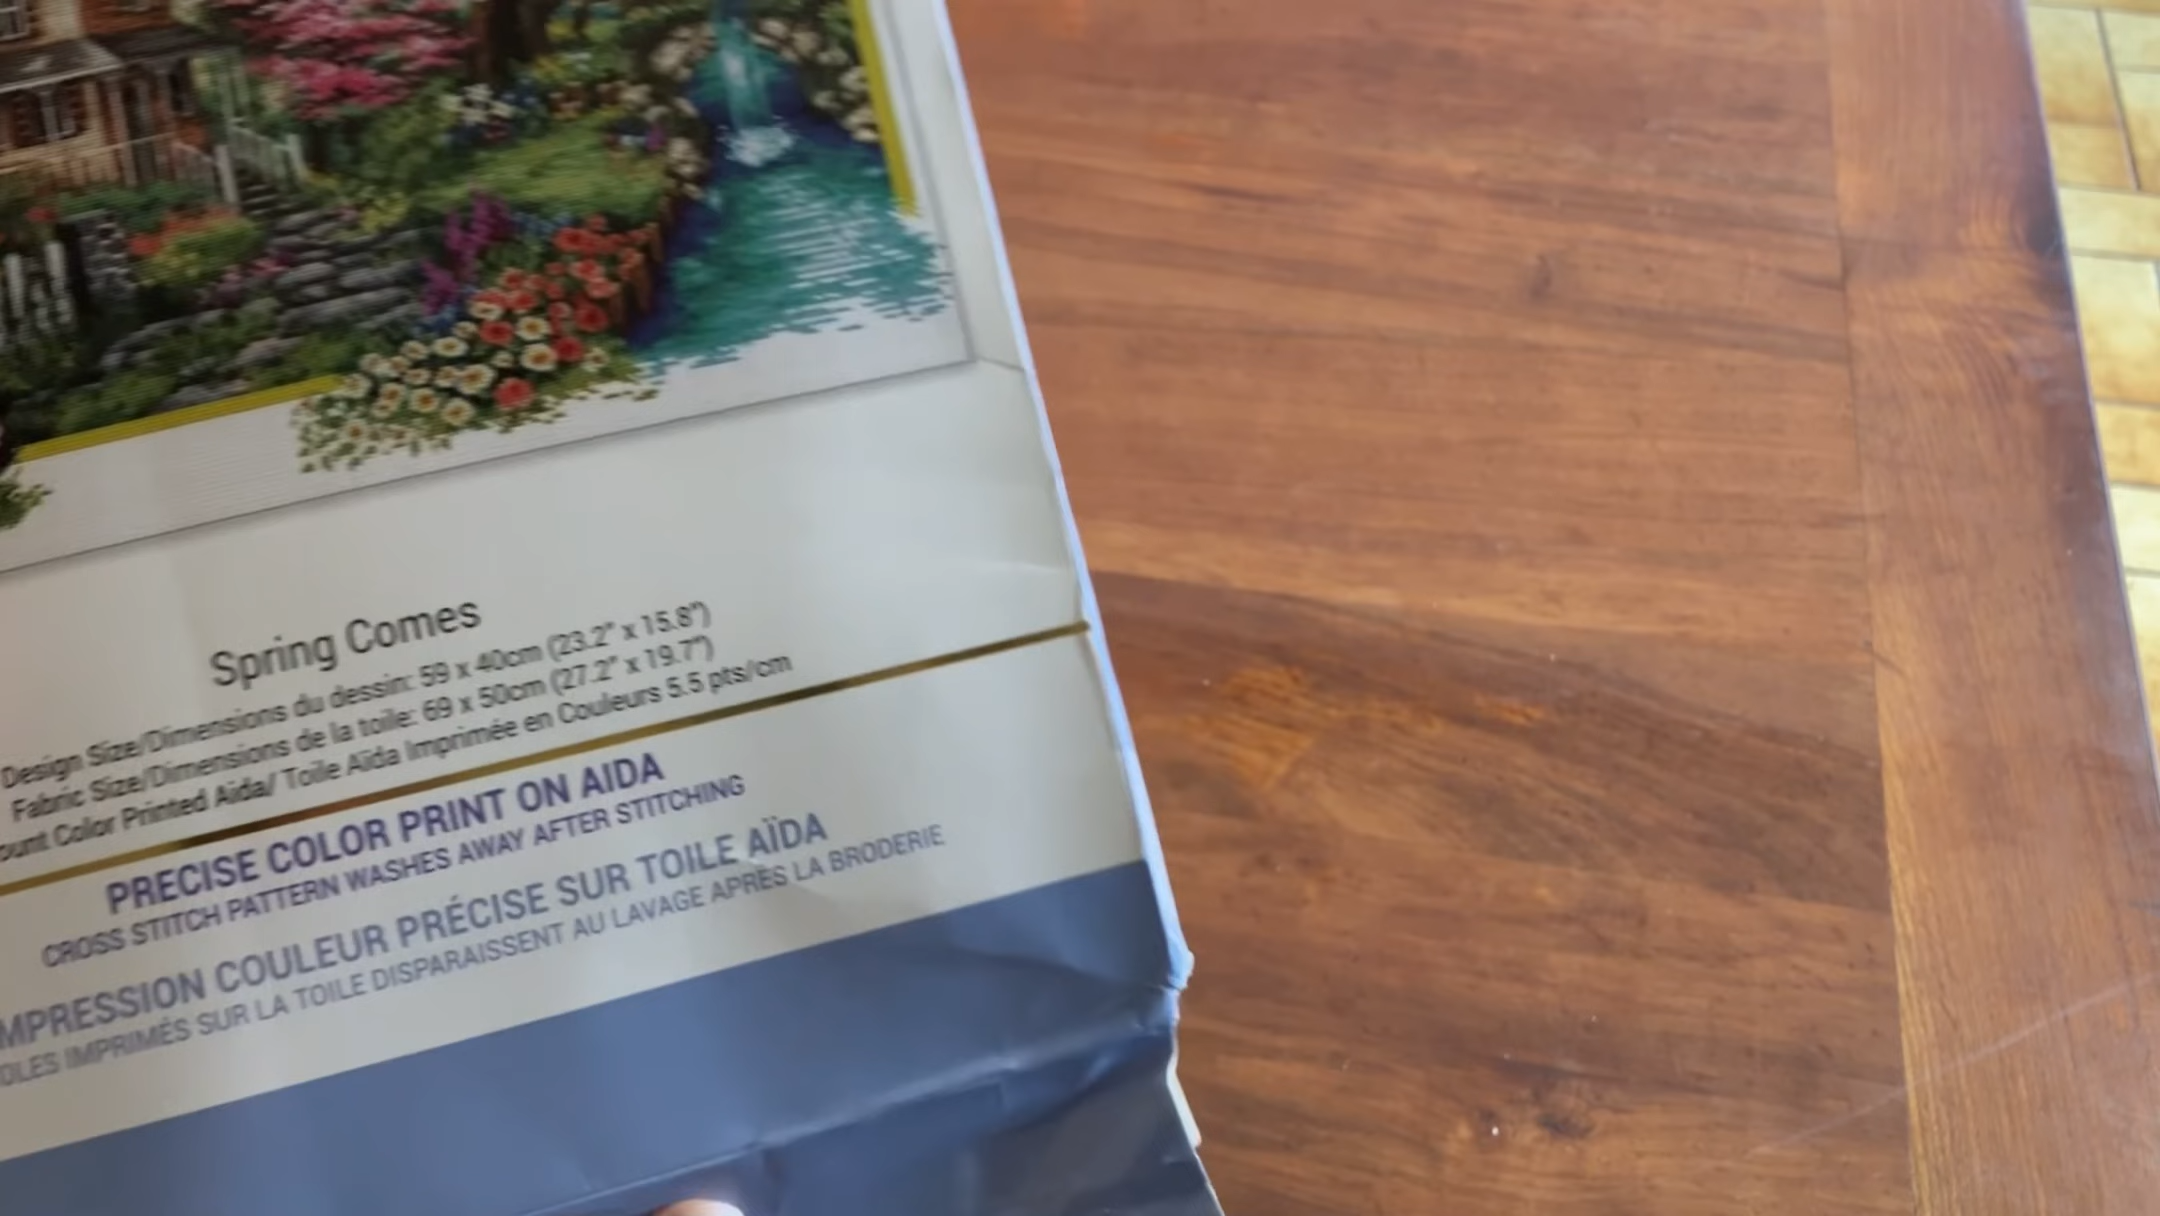 Spring Comes
Design Size/Dimensions du dessin: 59 x 40cm (23.2" x 15.8")
Fabric Size/Dimensions de la toile: 69 x 50cm (27.2" x 19.7")
Color Printed Aida/ Toile Aïda Imprimée en Couleurs 5.5 pts/cm
PRECISE COLOR PRINT ON AIDA
CROSS STITCH PATTERN WASHES AWAY AFTER STITCHING
COULEUR PRÉCISE SUR TOILE AÏDA
IMPRIMÉS SUR LA TOILE DISPARAISSENT AU LAVAGE APRÈS LA BRODERIE